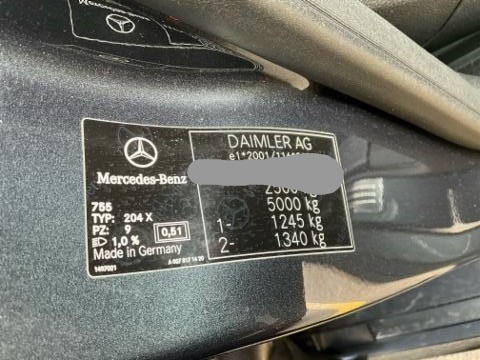 DAIMLER AG
Mercedes-Benz
5000 kg
755
TYP: 204 X
1- 1245 kg
PZ: 9
0,51
2- 1340 kg
1,0 %
Made in Germany